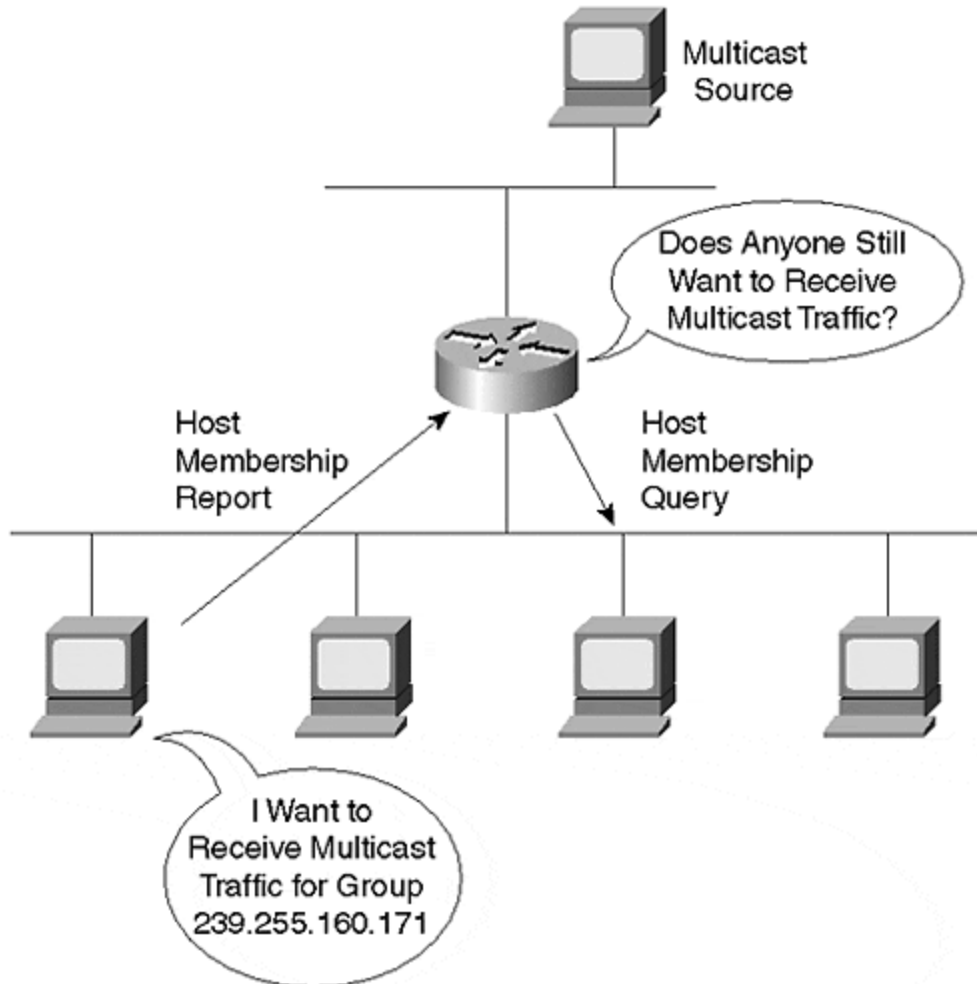 Multicast
Source
Does Anyone Still
Want to Receive
Multicast Traffic?
Host
Membership
Report
Host
Membership
Query
I Want to
Receive Multicast
Traffic for Group
239.255.160.171